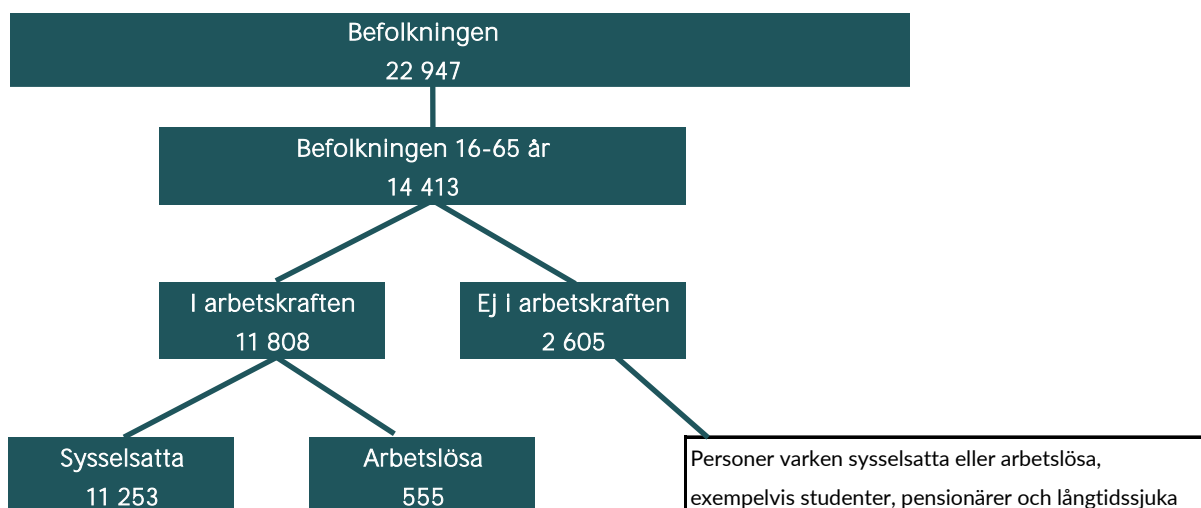 Befolkningen
22 947
Befolkningen 16-65 år
14 413
I arbetskraften
11 808
Ej i arbetskraften
2 605
Sysselsatta
11 253
Arbetslösa
555
Personer varken sysselsatta eller arbetslösa,
exempelvis studenter, pensionärer och långtidssjuka